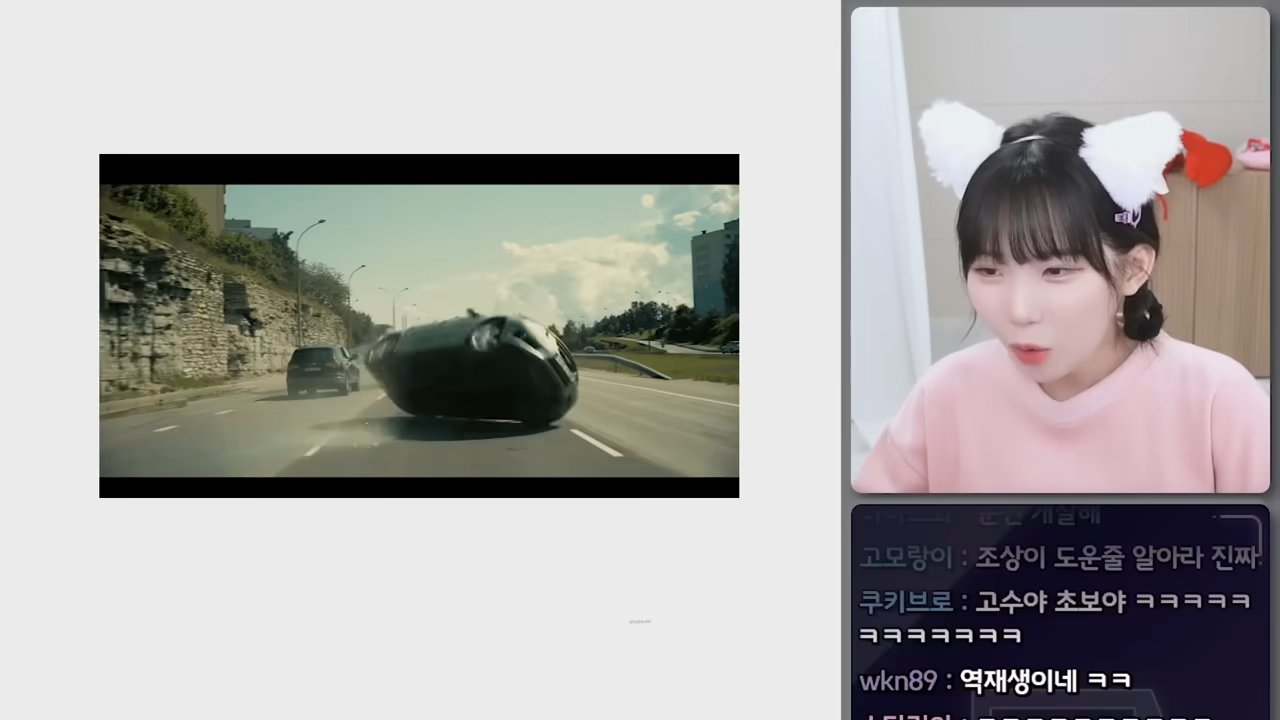 고모랑이 : 조상이 도운줄 알아라 진짜
쿠키브로 : 고수야 초보야 ㅋㅋㅋㅋㅋ
ㅋㅋㅋㅋㅋㅋㅋ
wkn89 : 역재생이네 ㅋㅋ